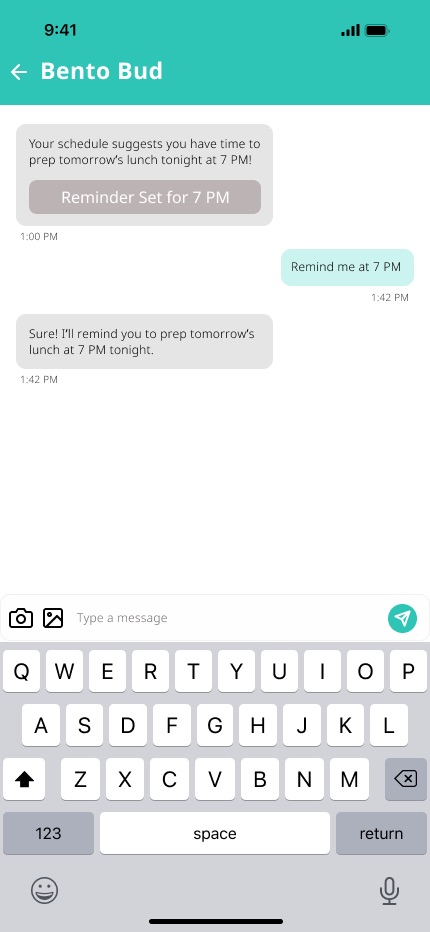 9:41
Bento Bud
Your schedule suggests you have time to
prep tomorrow's lunch tonight at 7 PM!
Reminder Set for 7 PM
1:00 PM
Remind me at 7 PM
1:42 PM
Sure! I'll remind you to prep tomorrow's
lunch at 7 PM tonight.
1:42 PM
Type a message
Q W E R T Y U I O P
A S D F G H J K L
Z X C V B N M
123 space return